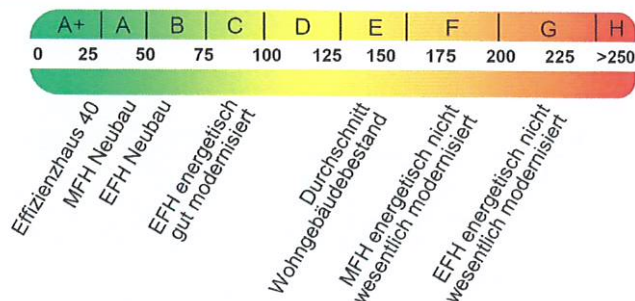 A+ A B C D E F G H
0 25 50 75 100 125 150 175 200 225 >250
Effizienzhaus 40
MFH Neubau
EFH Neubau
EFH energetisch
gut modernisiert
Durchschnitt
Wohngebäudebestand
MFH energetisch nicht
wesentlich modernisiert
EFH energetisch nicht
wesentlich modernisiert